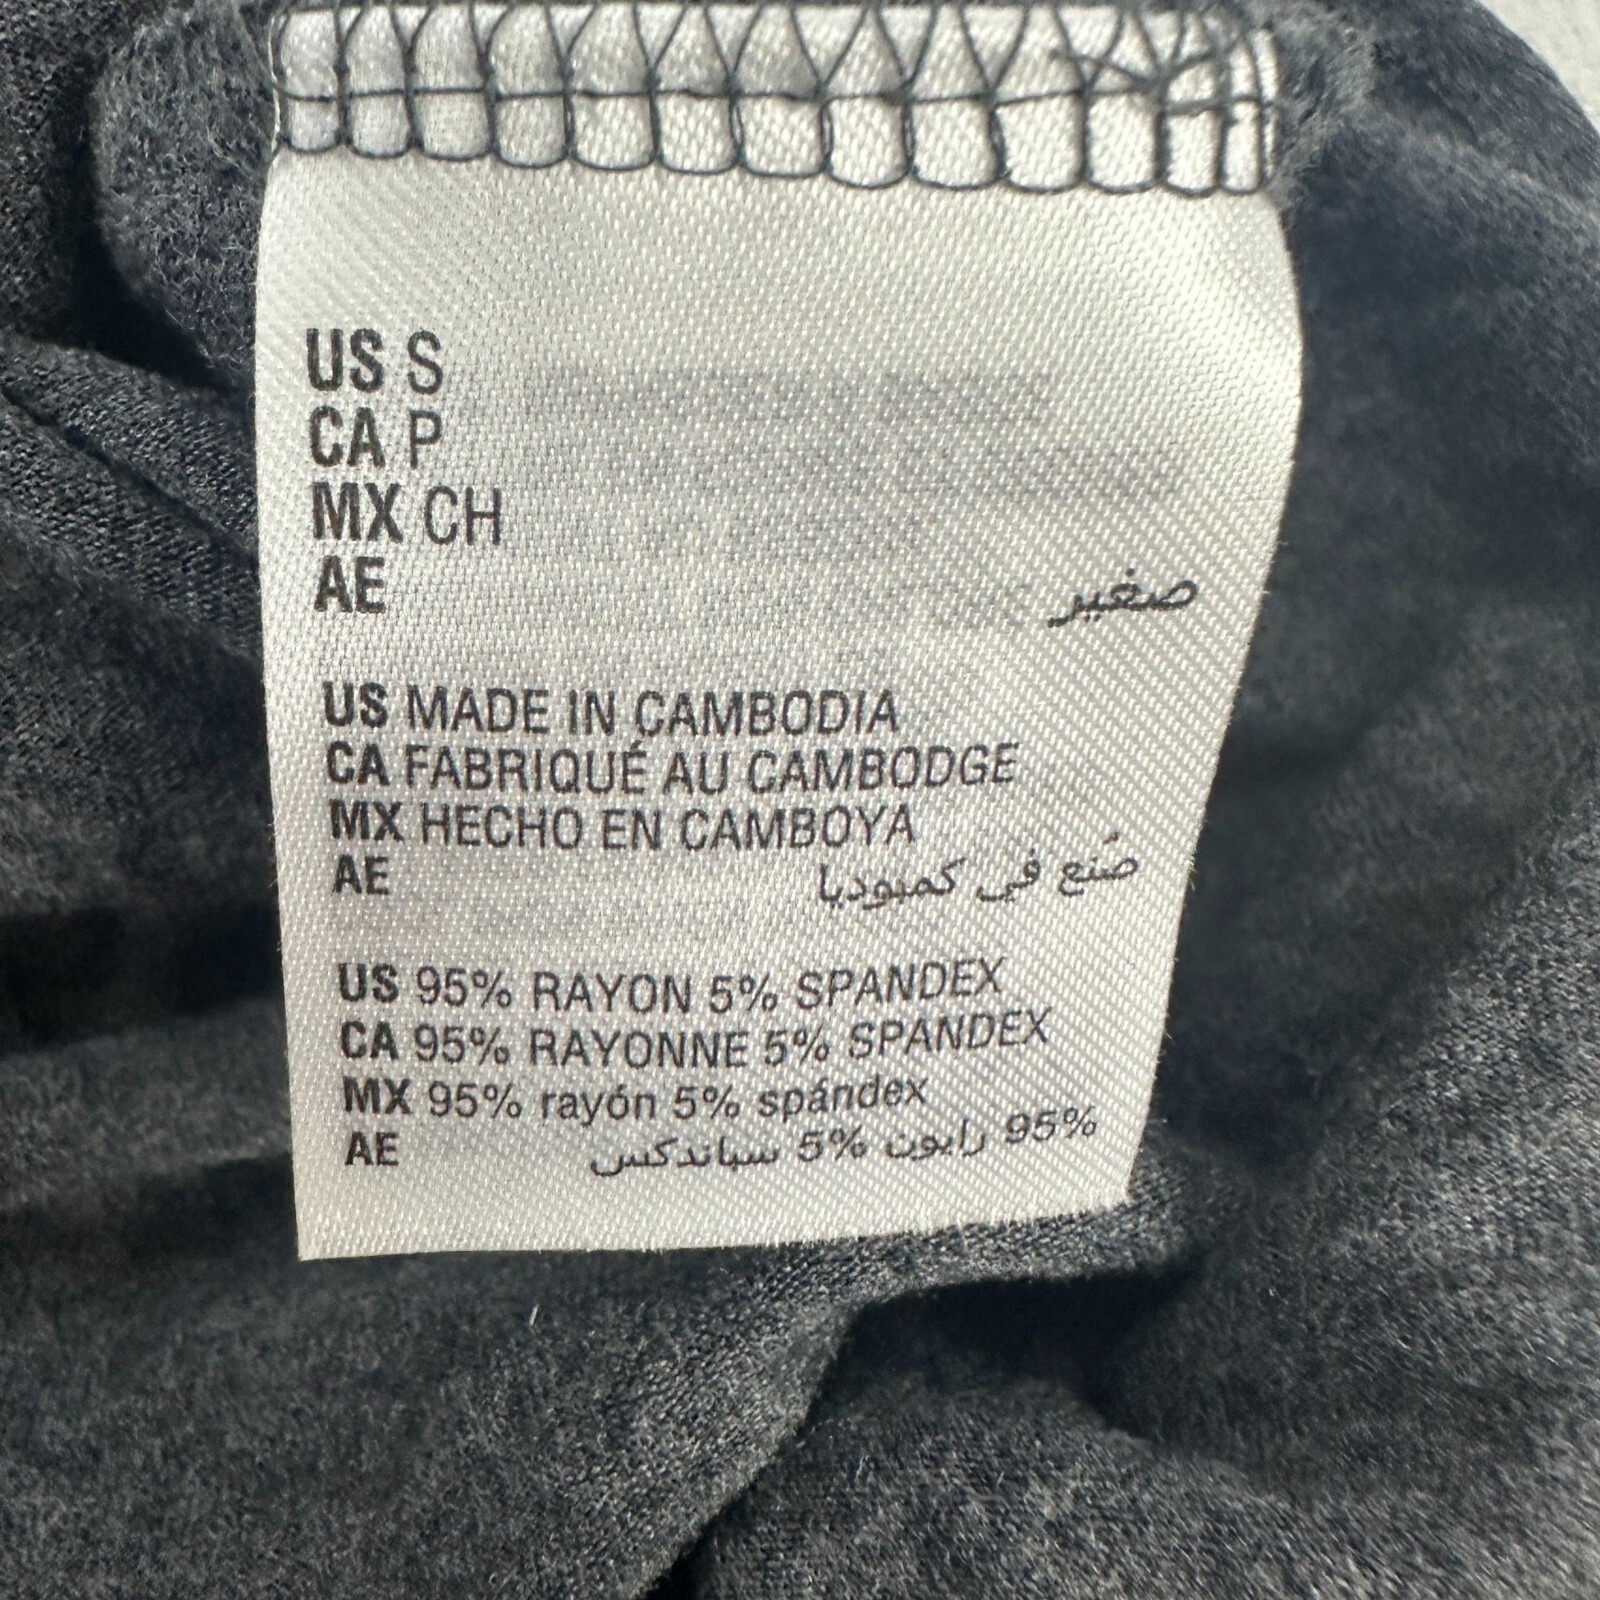 US S
CA P
MX CH
AE صغير
US MADE IN CAMBODIA
CA FABRIQUÉ AU CAMBODGE
MX HECHO EN CAMBOYA
AE صُنع في كمبوديا
US 95% RAYON 5% SPANDEX
CA 95% RAYONNE 5% SPANDEX
MX 95% rayón 5% spándex
AE 95% رايون 5% سباندكس